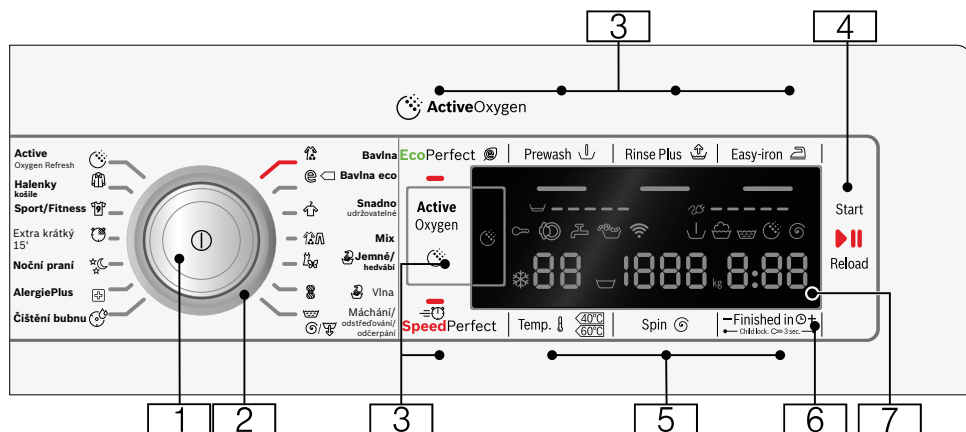 3
4
ActiveOxygen
Active
Oxygen Refresh
Halenky
košile
Sport/Fitness
Extra krátký
15'
Noční praní
AlergiePlus
Čištění bubnu
Bavlna
Bavlna eco
Snadno
udržovatelné
Mix
Jemné/
hedvábí
Vlna
Máchání/
odstřeďování/
odčerpání
EcoPerfect
Prewash
Rinse Plus
Easy-iron
Active
Oxygen
88
1888 kg
8:88
SpeedPerfect
Temp.
40°C
60°C
Spin
–Finished in +
Child lock. 3 sec.
Start
Reload
1
2
3
5
6
7